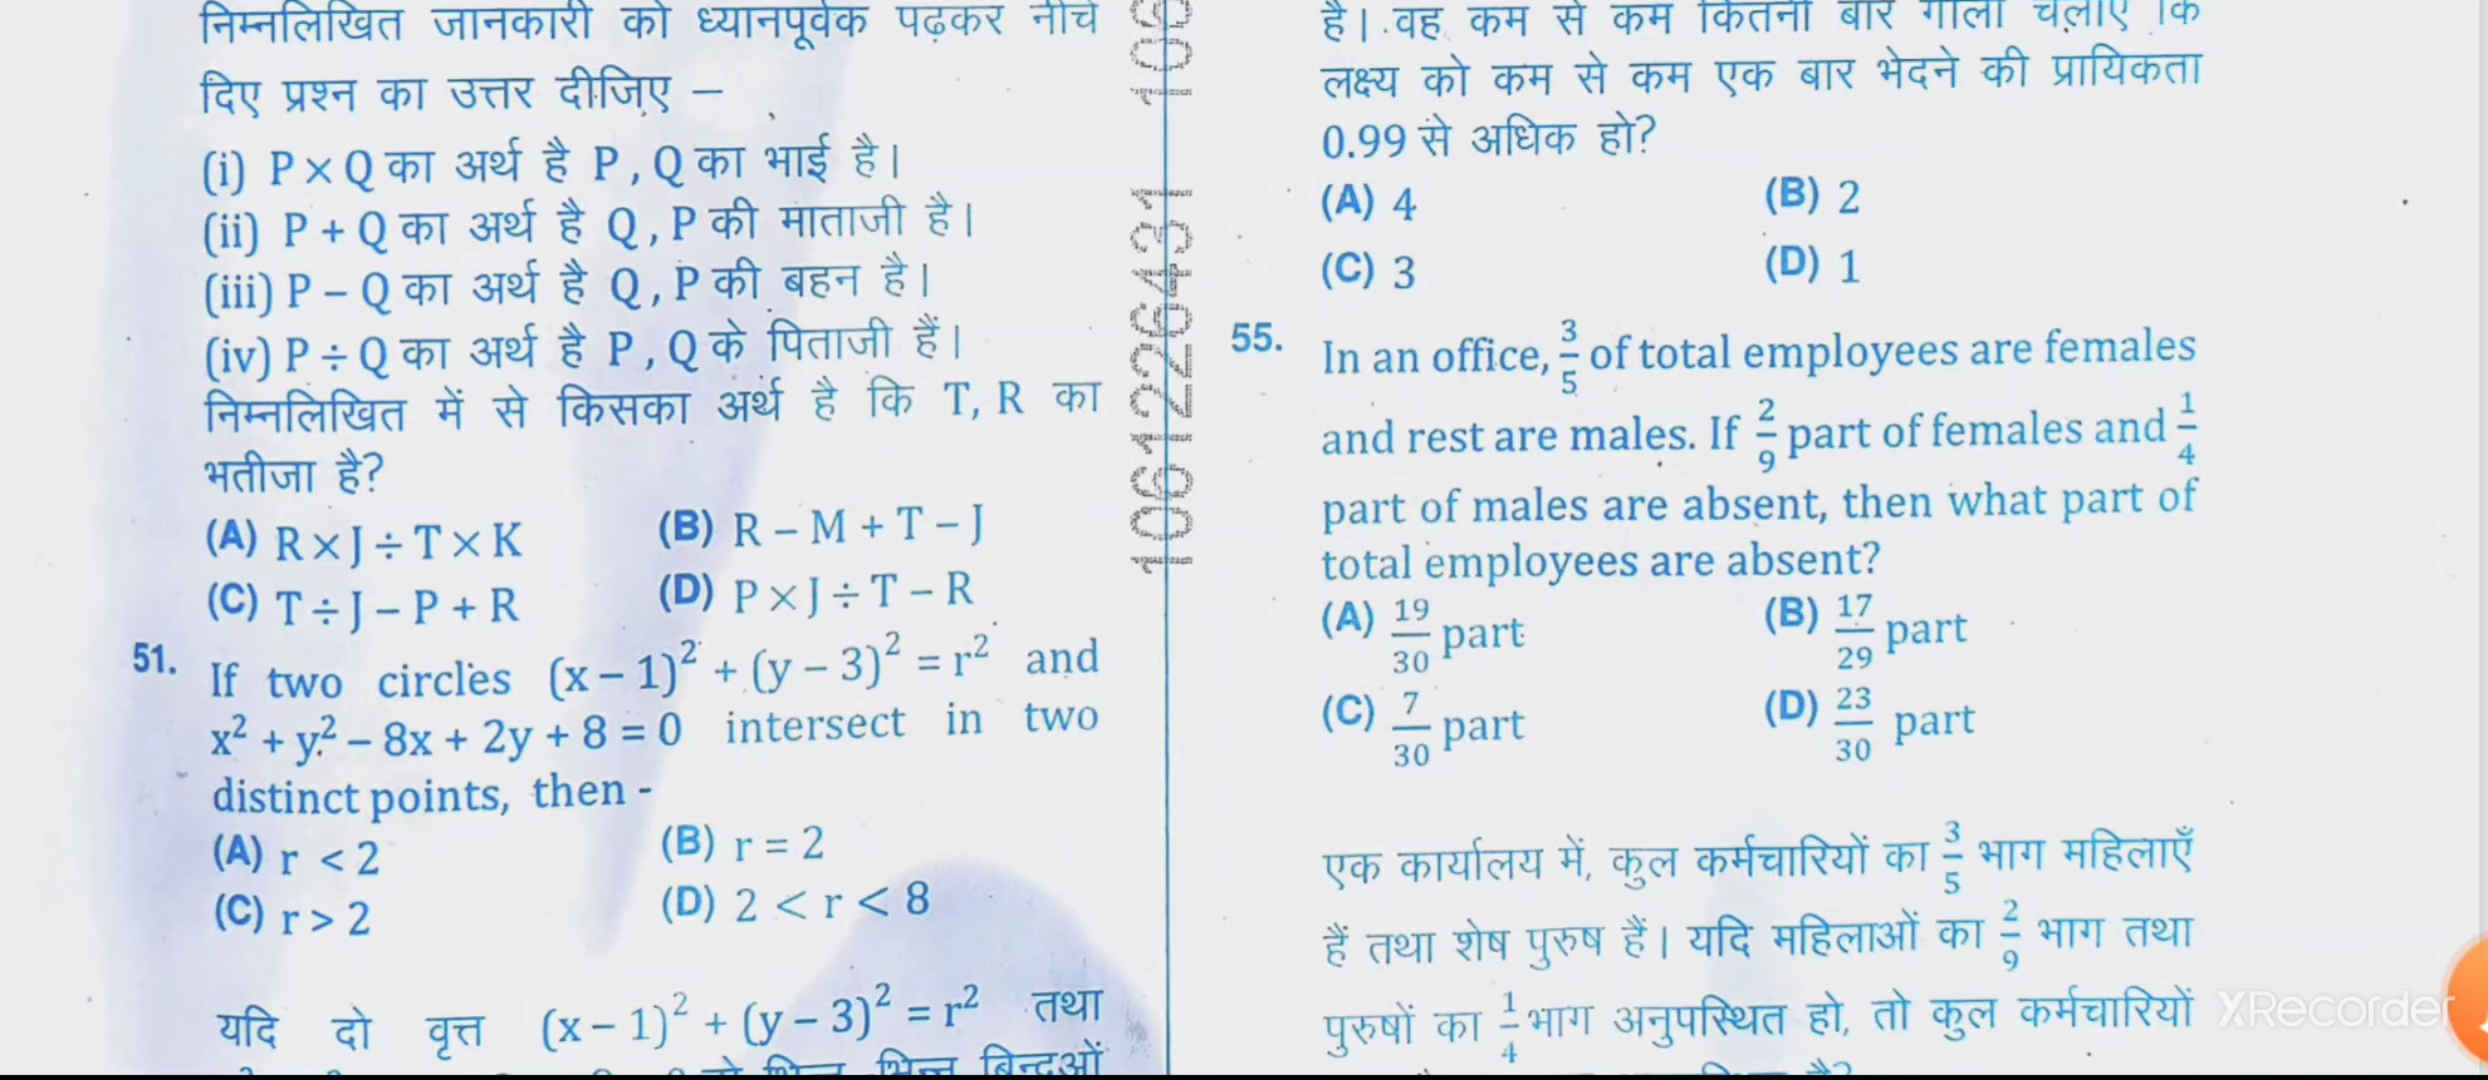 निम्नलिखित जानकारी को ध्यानपूर्वक पढ़कर नीचे
दिए प्रश्न का उत्तर दीजिए –
(i) P × Q का अर्थ है P , Q का भाई है।
(ii) P + Q का अर्थ है Q , P की माताजी है।
(iii) P – Q का अर्थ है Q , P की बहन है।
(iv) P ÷ Q का अर्थ है P , Q के पिताजी हैं।
निम्नलिखित में से किसका अर्थ है कि T, R का
भतीजा है?
(A) R × J ÷ T × K (B) R – M + T – J
(C) T ÷ J – P + R (D) P × J ÷ T – R
51. If two circles (x – 1)² + (y – 3)² = r² and
x² + y² – 8x + 2y + 8 = 0 intersect in two
distinct points, then -
(A) r < 2 (B) r = 2
(C) r > 2 (D) 2 < r < 8
यदि दो वृत्त (x – 1)² + (y – 3)² = r² तथा
दो भिन्न भिन्न बिन्दुओं
1061226431
है। वह कम से कम कितनी बार गोली चलाए कि
लक्ष्य को कम से कम एक बार भेदने की प्रायिकता
0.99 से अधिक हो?
(A) 4 (B) 2
(C) 3 (D) 1
55. In an office, 3/5 of total employees are females
and rest are males. If 2/9 part of females and 1/4
part of males are absent, then what part of
total employees are absent?
(A) 19/30 part (B) 17/29 part
(C) 7/30 part (D) 23/30 part
एक कार्यालय में, कुल कर्मचारियों का 3/5 भाग महिलाएँ
हैं तथा शेष पुरुष हैं। यदि महिलाओं का 2/9 भाग तथा
पुरुषों का 1/4 भाग अनुपस्थित हो, तो कुल कर्मचारियों
XRecorder